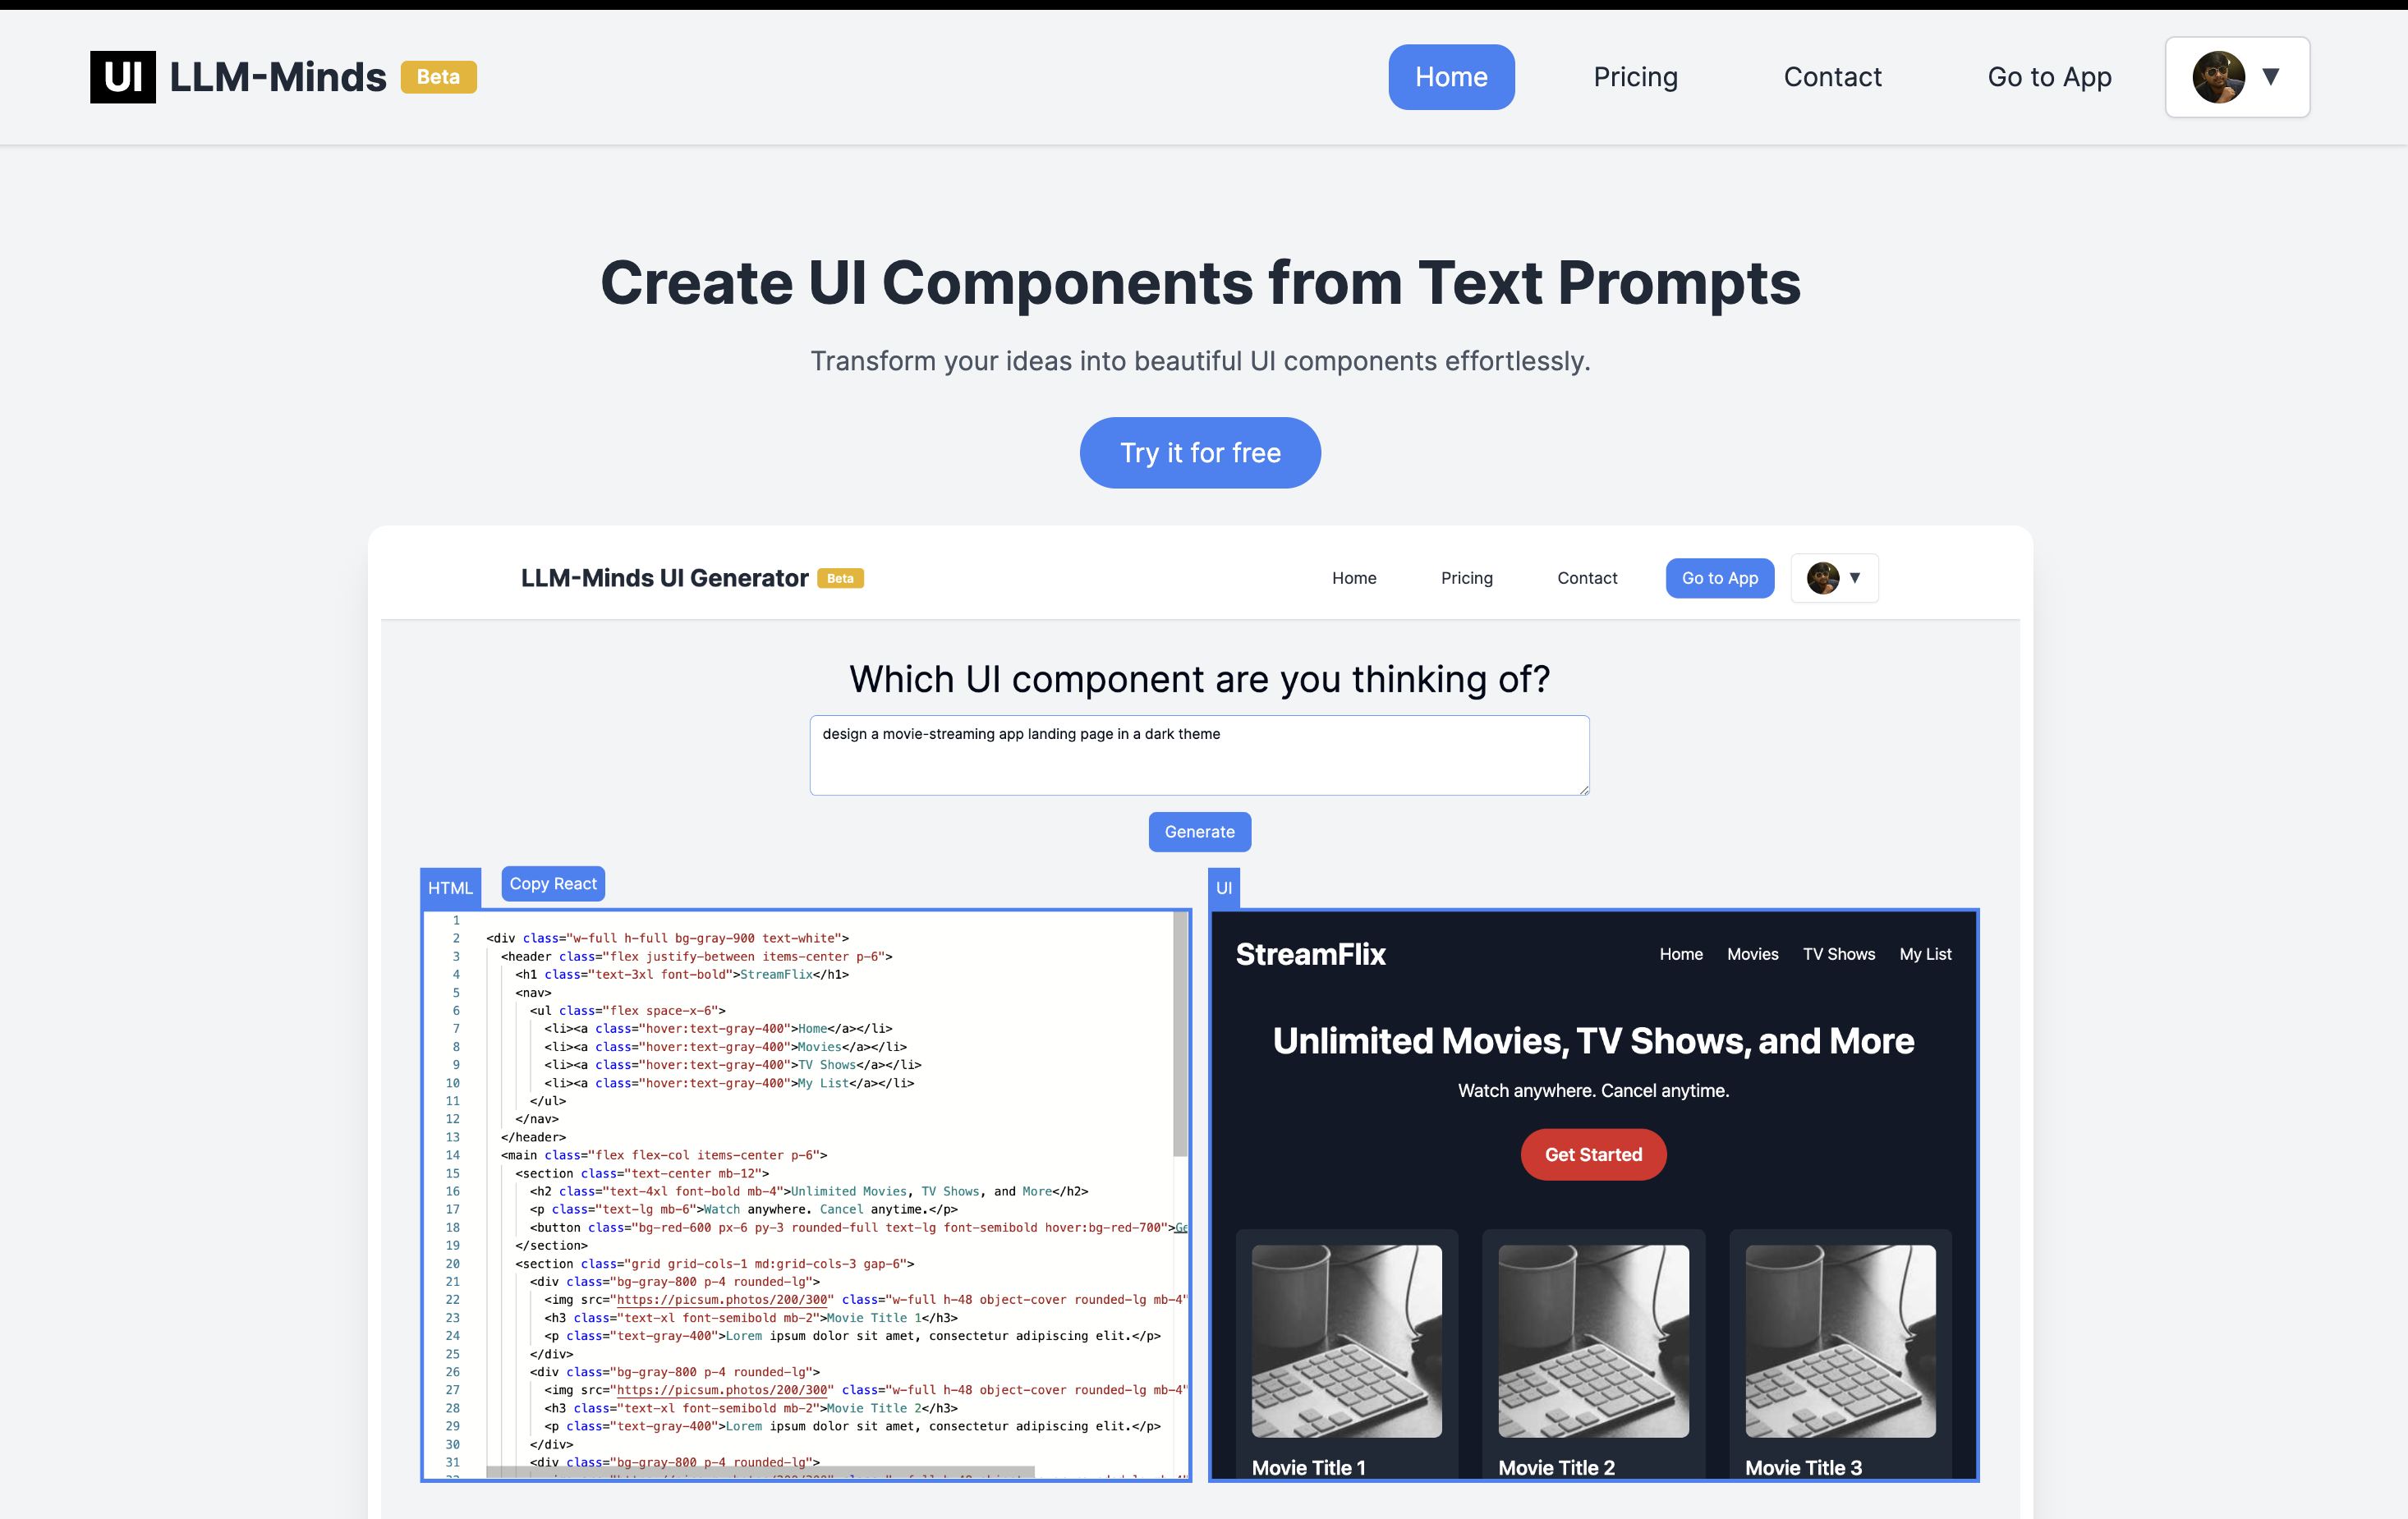 UI LLM-Minds Beta Home Pricing Contact Go to App ▼
Create UI Components from Text Prompts
Transform your ideas into beautiful UI components effortlessly.
Try it for free
LLM-Minds UI Generator Beta Home Pricing Contact Go to App ▼
Which UI component are you thinking of?
design a movie-streaming app landing page in a dark theme
Generate
HTML Copy React
1
2 <div class="w-full h-full bg-gray-900 text-white">
3 <header class="flex justify-between items-center p-6">
4 <h1 class="text-3xl font-bold">StreamFlix</h1>
5 <nav>
6 <ul class="flex space-x-6">
7 <li><a class="hover:text-gray-400">Home</a></li>
8 <li><a class="hover:text-gray-400">Movies</a></li>
9 <li><a class="hover:text-gray-400">TV Shows</a></li>
10 <li><a class="hover:text-gray-400">My List</a></li>
11 </ul>
12 </nav>
13 </header>
14 <main class="flex flex-col items-center p-6">
15 <section class="text-center mb-12">
16 <h2 class="text-4xl font-bold mb-4">Unlimited Movies, TV Shows, and More</h2>
17 <p class="text-lg mb-6">Watch anywhere. Cancel anytime.</p>
18 <button class="bg-red-600 px-6 py-3 rounded-full text-lg font-semibold hover:bg-red-700">Ge
19 </section>
20 <section class="grid grid-cols-1 md:grid-cols-3 gap-6">
21 <div class="bg-gray-800 p-4 rounded-lg">
22 <img src="https://picsum.photos/200/300" class="w-full h-48 object-cover rounded-lg mb-4"
23 <h3 class="text-xl font-semibold mb-2">Movie Title 1</h3>
24 <p class="text-gray-400">Lorem ipsum dolor sit amet, consectetur adipiscing elit.</p>
25 </div>
26 <div class="bg-gray-800 p-4 rounded-lg">
27 <img src="https://picsum.photos/200/300" class="w-full h-48 object-cover rounded-lg mb-4"
28 <h3 class="text-xl font-semibold mb-2">Movie Title 2</h3>
29 <p class="text-gray-400">Lorem ipsum dolor sit amet, consectetur adipiscing elit.</p>
30 </div>
31 <div class="bg-gray-800 p-4 rounded-lg">
UI
StreamFlix Home Movies TV Shows My List
Unlimited Movies, TV Shows, and More
Watch anywhere. Cancel anytime.
Get Started
Movie Title 1 Movie Title 2 Movie Title 3